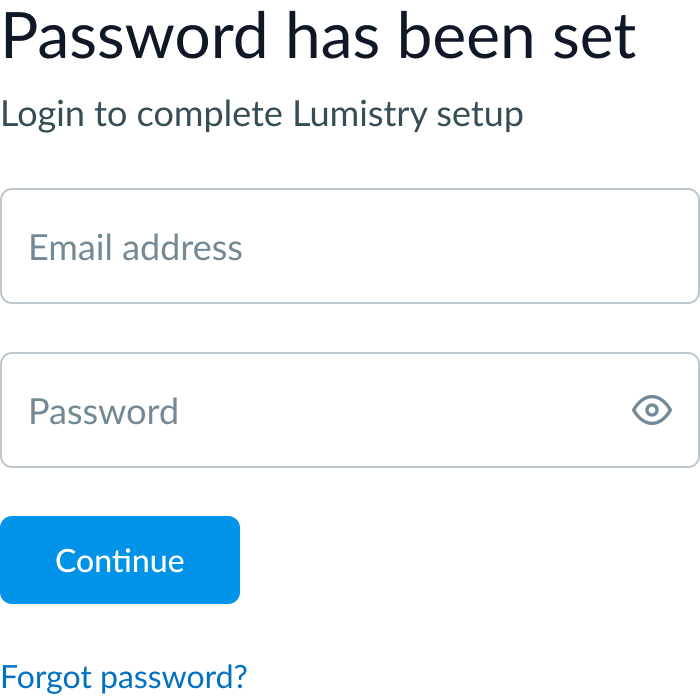 Password has been set
Login to complete Lumistry setup
Email address
Password
Continue
Forgot password?